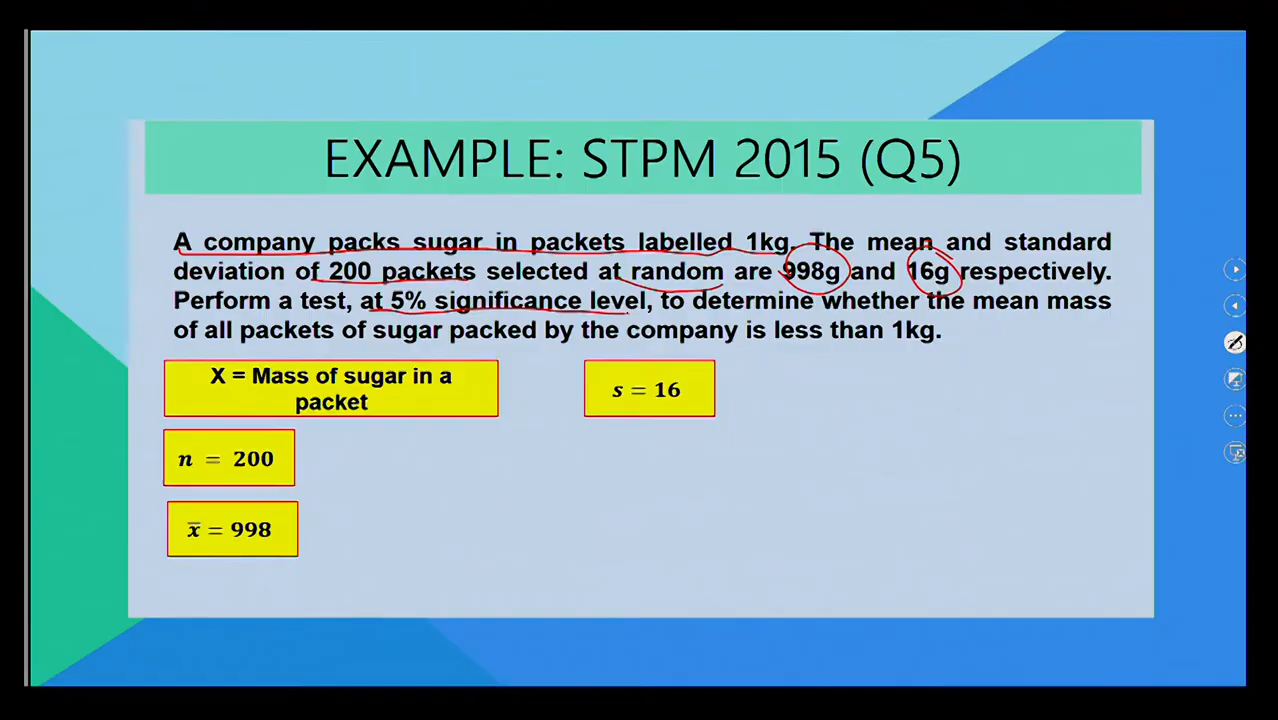 EXAMPLE: STPM 2015 (Q5)
A company packs sugar in packets labelled 1kg. The mean and standard
deviation of 200 packets selected at random are 998g and 16g respectively.
Perform a test, at 5% significance level, to determine whether the mean mass
of all packets of sugar packed by the company is less than 1kg.
X = Mass of sugar in a
packet
s = 16
n = 200
x̄ = 998